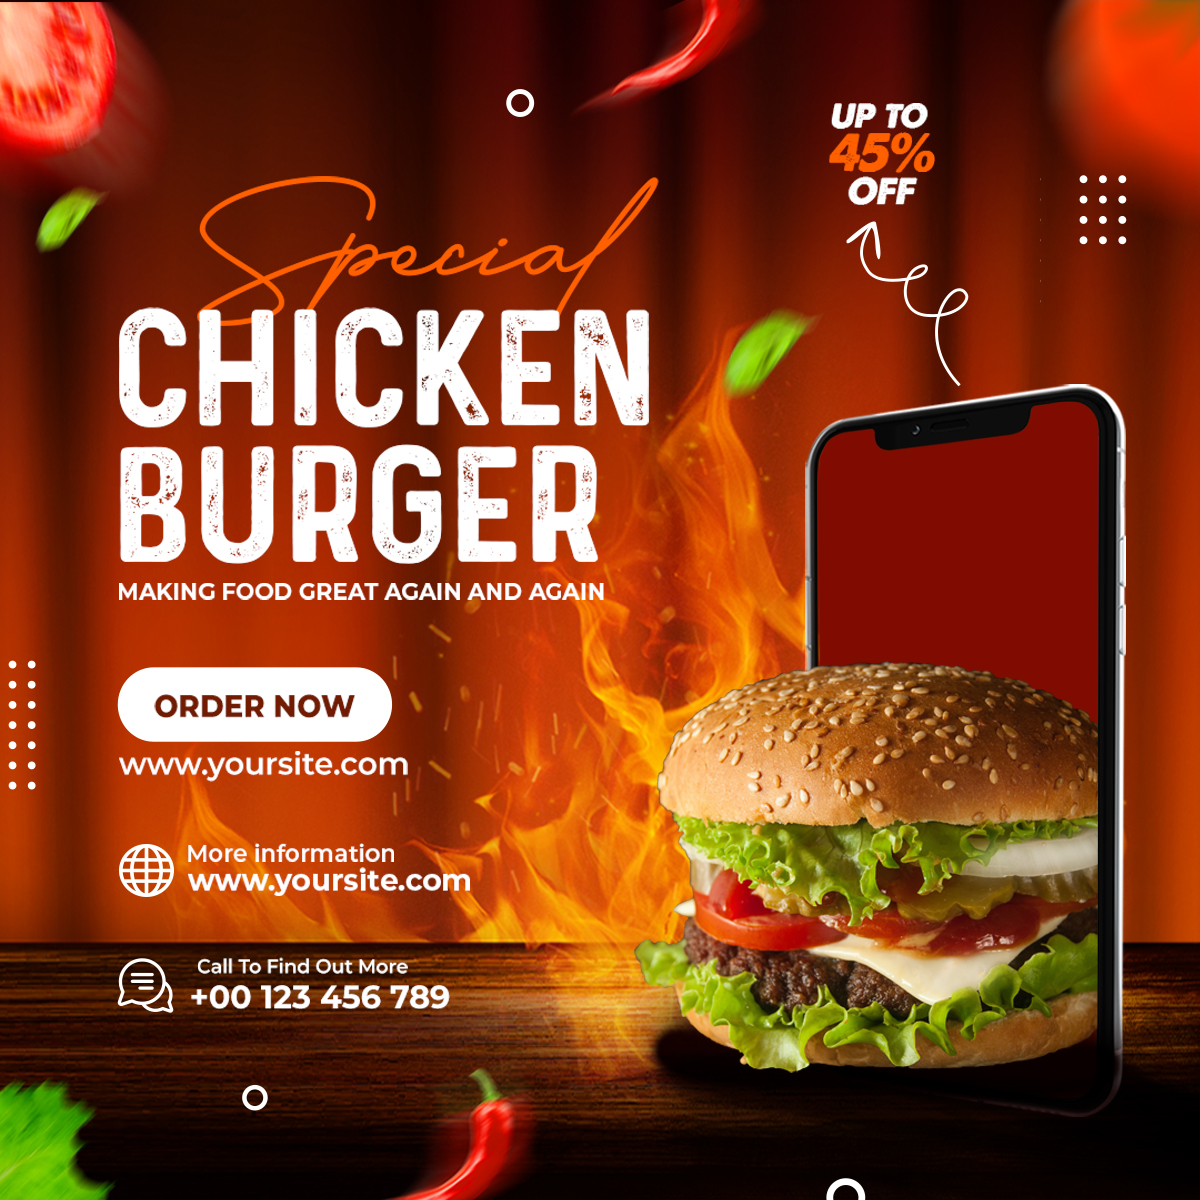 UP TO
45%
OFF
Special
CHICKEN
BURGER
MAKING FOOD GREAT AGAIN AND AGAIN
ORDER NOW
www.yoursite.com
More information
www.yoursite.com
Call To Find Out More
+00 123 456 789